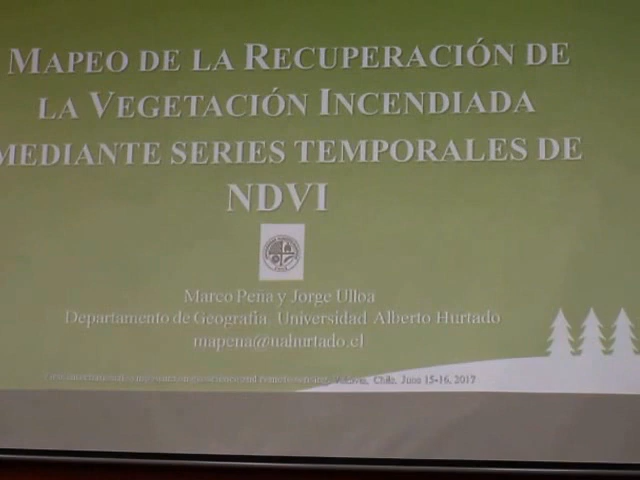 MAPEO DE LA RECUPERACIÓN DE
LA VEGETACIÓN INCENDIADA
MEDIANTE SERIES TEMPORALES DE
NDVI
Marco Peña y Jorge Ulloa
Departamento de Geografía, Universidad Alberto Hurtado
mapena@uahurtado.cl
Chile, June 15-16, 2017